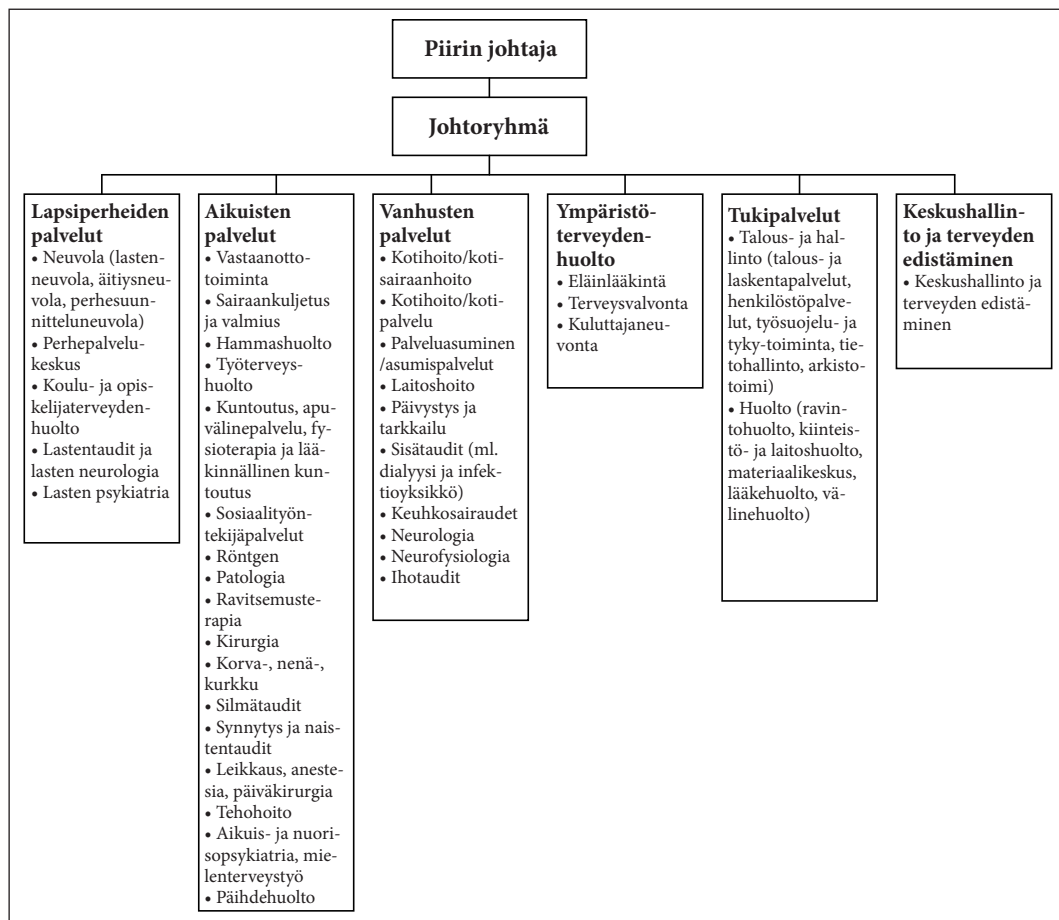 Piirin johtaja
Johtoryhmä
Lapsiperheiden
palvelut
• Neuvola (lasten-
neuvola, äitiysneu-
vola, perhesuun-
nitteluneuvola)
• Perhepalvelu-
keskus
• Koulu- ja opis-
kelijaterveyden-
huolto
• Lastentaudit ja
lasten neurologia
• Lasten psykiatria
Aikuisten
palvelut
• Vastaanotto-
toiminta
• Sairaankuljetus
ja valmius
• Hammashuolto
• Työterveys-
huolto
• Kuntoutus, apu-
välinepalvelu, fy-
sioterapia ja lää-
kinnällinen kun-
toutus
• Sosiaalityön-
tekijäpalvelut
• Röntgen
• Patologia
• Ravitsemuste-
rapia
• Kirurgia
• Korva-, nenä-,
kurkku
• Silmätaudit
• Synnytys ja nais-
tentaudit
• Leikkaus, aneste-
sia, päiväkirurgia
• Tehohoito
• Aikuis- ja nuori-
sopsykiatria, mie-
lenterveystyö
• Päihdehuolto
Vanhusten
palvelut
• Kotihoito/koti-
sairaanhoito
• Kotihoito/koti-
palvelu
• Palveluasuminen
/asumispalvelut
• Laitoshoito
• Päivystys ja
tarkkailu
• Sisätaudit (ml.
dialyysi ja infek-
tioyksikkö)
• Keuhkosairaudet
• Neurologia
• Neurofysiologia
• Ihotaudit
Ympäristö-
terveyden-
huolto
• Eläinlääkintä
• Terveysvalvonta
• Kuluttajaneu-
vonta
Tukipalvelut
• Talous- ja hal-
linto (talous- ja
laskentapalvelut,
henkilöstöpalve-
lut, työsuojelu- ja
tyky-toiminta, tie-
tohallinto, arkisto-
toimi)
• Huolto (ravin-
tohuolto, kiinteis-
tö- ja laitoshuolto,
materiaalikeskus,
lääkehuolto, vä-
linehuolto)
Keskushallin-
to ja terveyden
edistäminen
• Keskushallinto ja
terveyden edistä-
minen